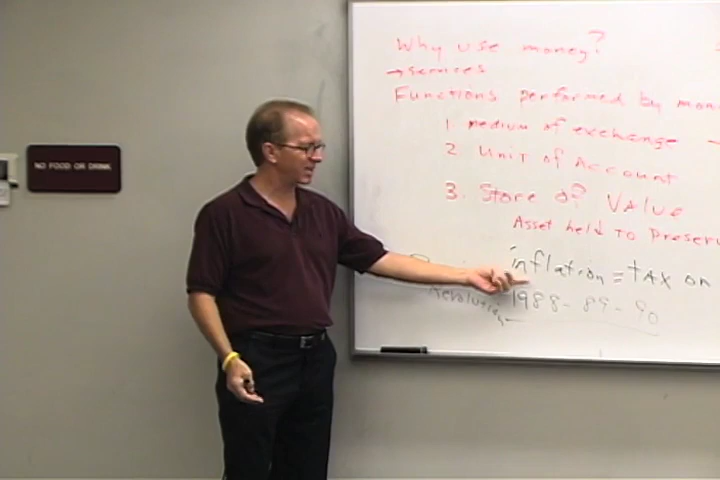 NO FOOD OR DRINK
Why use money?
→services
Functions performed by mon
1 medium of exchange →
2. Unit of Account
3. Store of Value
Asset held to preserv
inflation = tax on
Revolution 1988-89-90